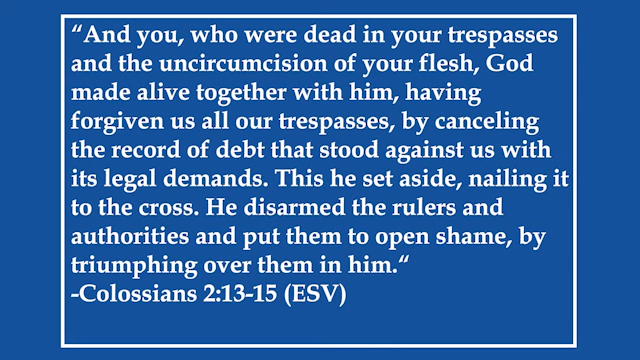 “And you, who were dead in your trespasses
and the uncircumcision of your flesh, God
made alive together with him, having
forgiven us all our trespasses, by canceling
the record of debt that stood against us with
its legal demands. This he set aside, nailing it
to the cross. He disarmed the rulers and
authorities and put them to open shame, by
triumphing over them in him.“
-Colossians 2:13-15 (ESV)